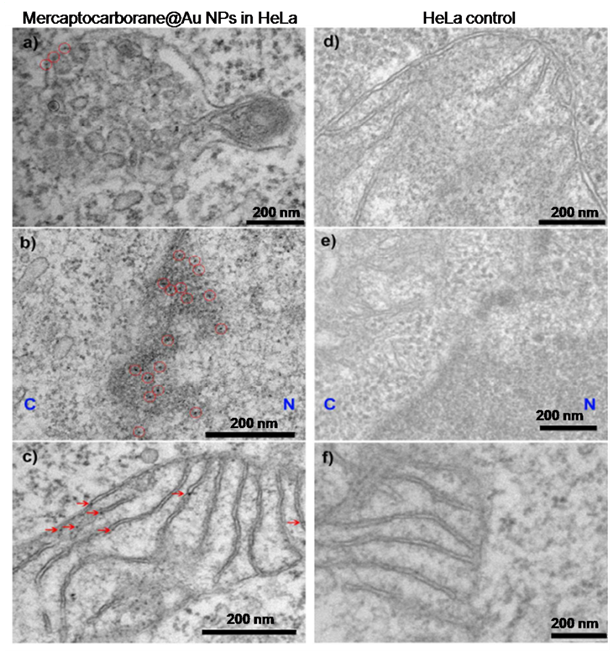 Mercaptocarborane@Au NPs in HeLa
HeLa control
a)
200 nm
d)
200 nm
b)
C
N
200 nm
e)
C
N
200 nm
c)
200 nm
f)
200 nm